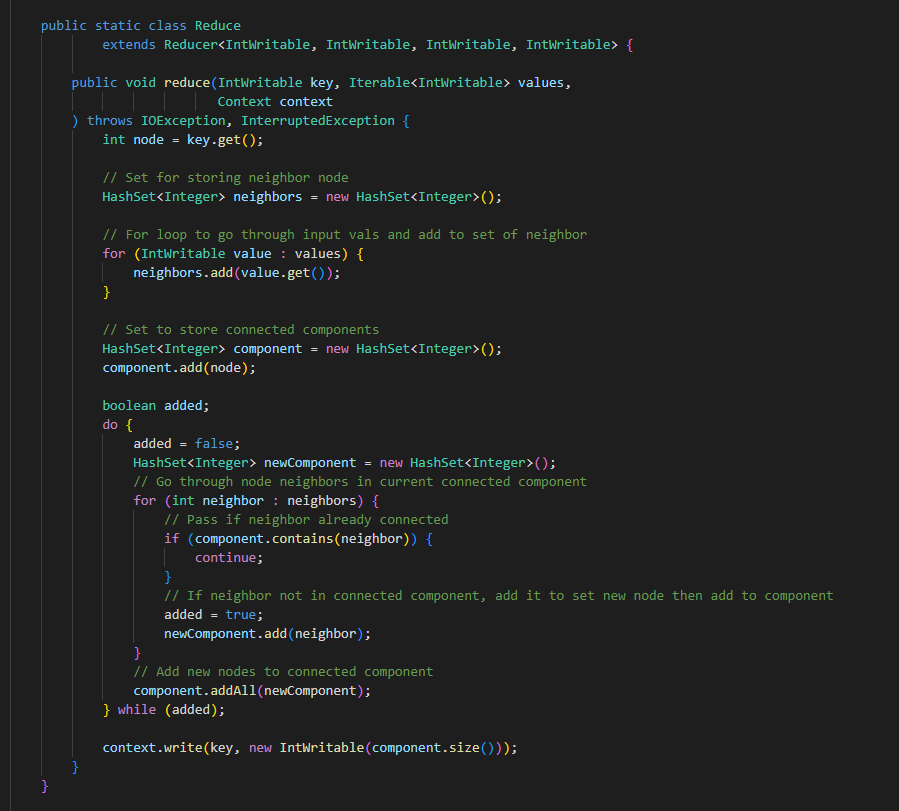 public static class Reduce
extends Reducer<IntWritable, IntWritable, IntWritable, IntWritable> {
public void reduce(IntWritable key, Iterable<IntWritable> values,
Context context
) throws IOException, InterruptedException {
int node = key.get();
// Set for storing neighbor node
HashSet<Integer> neighbors = new HashSet<Integer>();
// For loop to go through input vals and add to set of neighbor
for (IntWritable value : values) {
neighbors.add(value.get());
}
// Set to store connected components
HashSet<Integer> component = new HashSet<Integer>();
component.add(node);
boolean added;
do {
added = false;
HashSet<Integer> newComponent = new HashSet<Integer>();
// Go through node neighbors in current connected component
for (int neighbor : neighbors) {
// Pass if neighbor already connected
if (component.contains(neighbor)) {
continue;
}
// If neighbor not in connected component, add it to set new node then add to component
added = true;
newComponent.add(neighbor);
}
// Add new nodes to connected component
component.addAll(newComponent);
} while (added);
context.write(key, new IntWritable(component.size()));
}
}